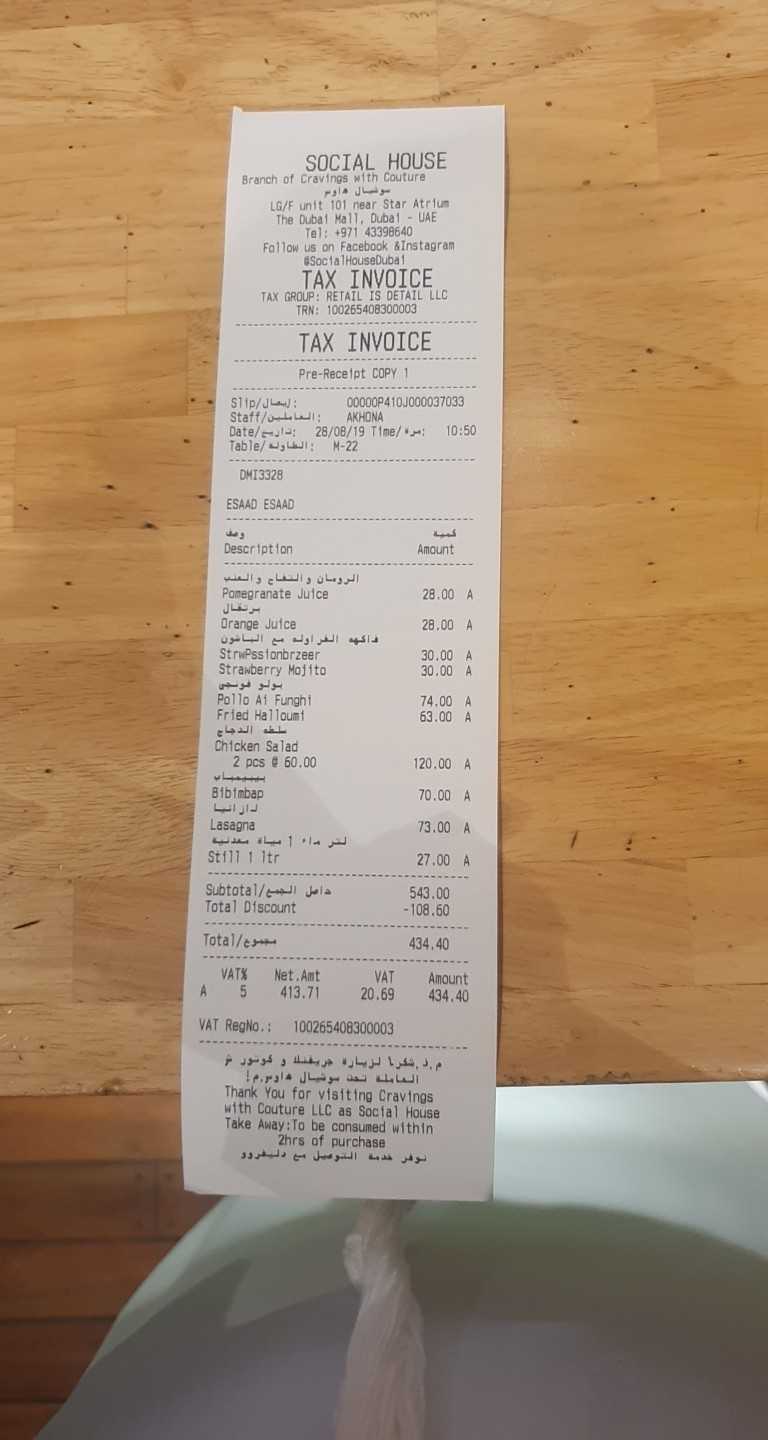 SOCIAL HOUSE
Branch of Cravings with Couture
سوشيال هاوس
LG/F unit 101 near Star Atrium
The Dubai Mall, Dubai - UAE
Tel: +971 43398640
Follow us on Facebook &Instagram
@SocialHouseDubai
TAX INVOICE
TAX GROUP: RETAIL IS DETAIL LLC
TRN: 100265408300003
TAX INVOICE
Pre-Receipt COPY 1
Slip/إيصال: 00000P410J000037033
Staff/العاملين: AKHONA
Date/تاريخ: 28/08/19 Time/مرة: 10:50
Table/الطاولة: M-22
DMI3328
ESAAD ESAAD
وصف كمية
Description Amount
الرومان والتفاح والعنب
Pomegranate Juice 28.00 A
برتقال
Orange Juice 28.00 A
فاكهة الفراولة مع الباشون
StrwPssionbrzeer 30.00 A
Strawberry Mojito 30.00 A
بولو فونجي
Pollo Ai Funghi 74.00 A
Fried Halloumi 63.00 A
سلطة الدجاج
Chicken Salad
2 pcs @ 60.00 120.00 A
بيبيمباب
Bibimbap 70.00 A
لازانيا
Lasagna 73.00 A
لتر ماء 1 مياه معدنية
Still 1 ltr 27.00 A
Subtotal/حاصل الجمع 543.00
Total Discount -108.60
Total/مجموع 434.40
VAT% Net.Amt VAT Amount
A 5 413.71 20.69 434.40
VAT RegNo.: 100265408300003
شكرا لزيارة جريفنك و كوتور ش م.ذ.
العاملة تحت سوشيال هاوس.م!
Thank You for visiting Cravings
with Couture LLC as Social House
Take Away:To be consumed within
2hrs of purchase
نوفر خدمة التوصيل مع دليفروو